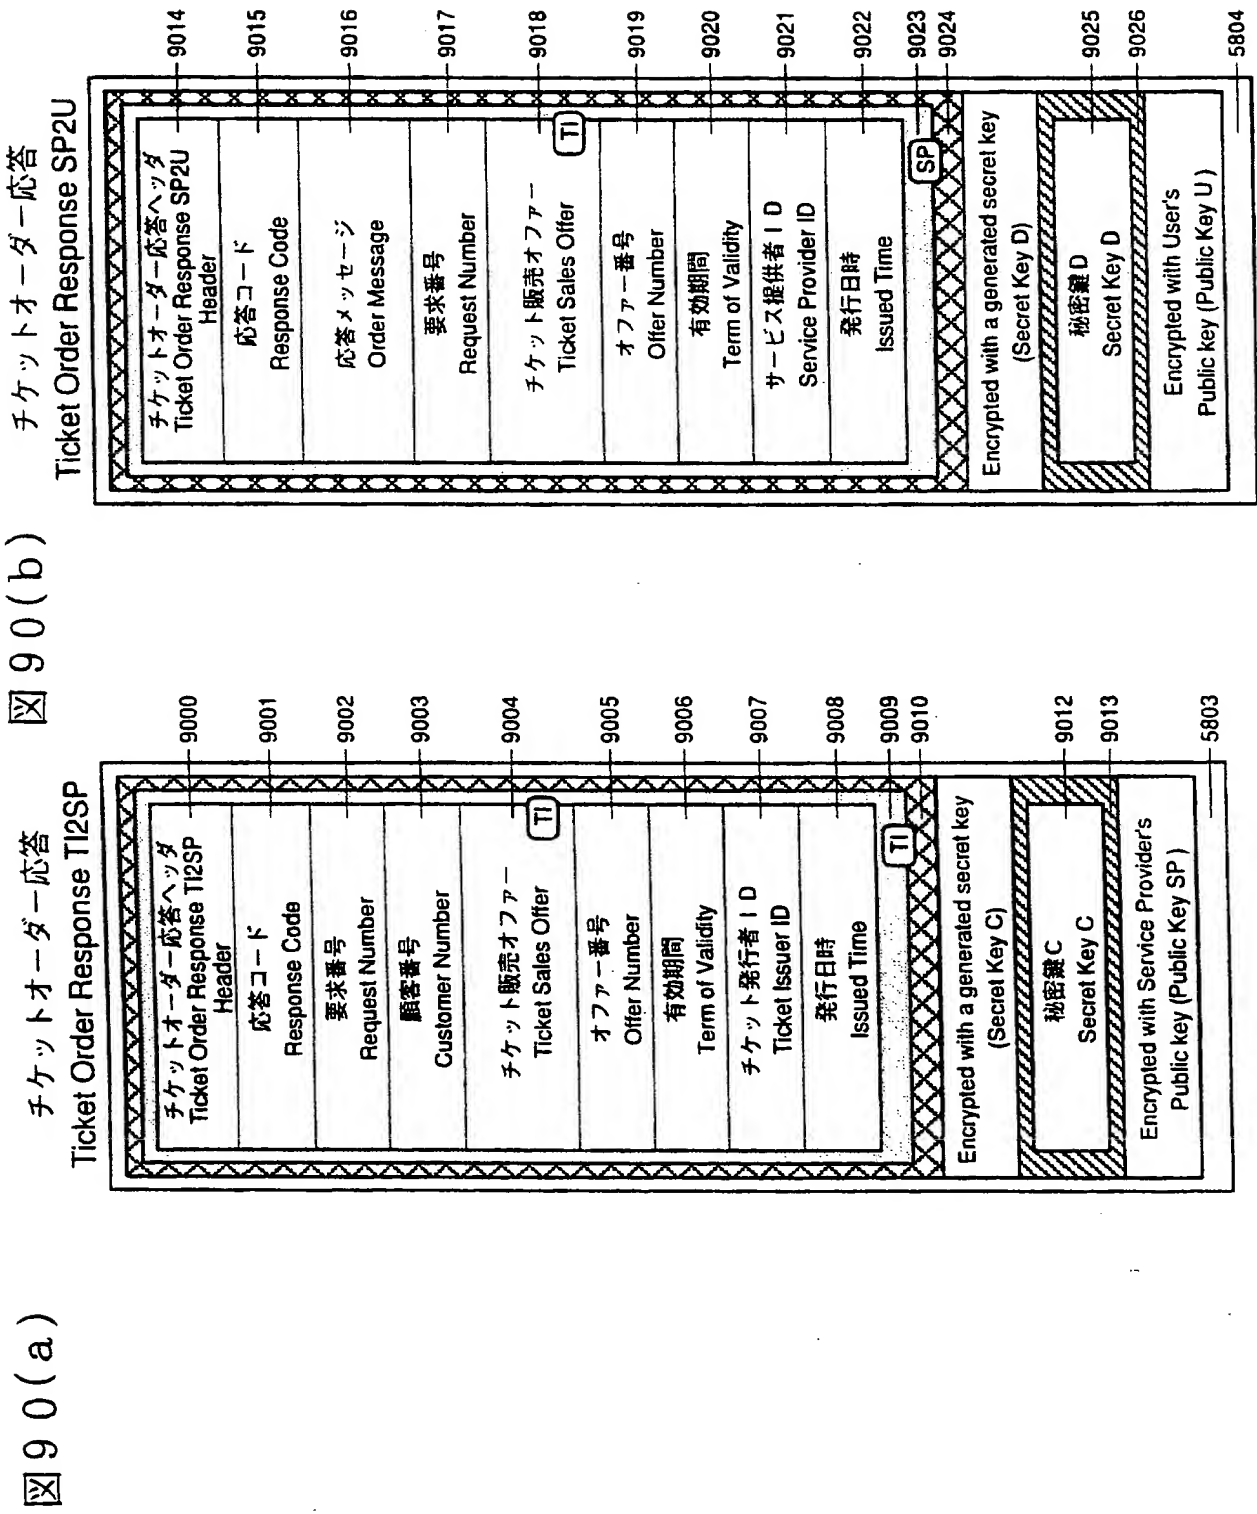 図90(a)
チケットオーダー応答
Ticket Order Response TI2SP
チケットオーダー応答ヘッダ
Ticket Order Response TI2SP
Header
9000
応答コード
Response Code
9001
要求番号
Request Number
9002
顧客番号
Customer Number
9003
チケット販売オファー
Ticket Sales Offer
TI
9004
オファー番号
Offer Number
9005
有効期間
Term of Validity
9006
チケット発行者ID
Ticket Issuer ID
9007
発行日時
Issued Time
9008
TI
9009
9010
Encrypted with a generated secret key
(Secret Key C)
秘密鍵C
Secret Key C
9012
9013
Encrypted with Service Provider's
Public key (Public Key SP)
5803
図90(b)
チケットオーダー応答
Ticket Order Response SP2U
チケットオーダー応答ヘッダ
Ticket Order Response SP2U
Header
9014
応答コード
Response Code
9015
応答メッセージ
Order Message
9016
要求番号
Request Number
9017
チケット販売オファー
Ticket Sales Offer
TI
9018
オファー番号
Offer Number
9019
有効期間
Term of Validity
9020
サービス提供者ID
Service Provider ID
9021
発行日時
Issued Time
9022
SP
9023
9024
Encrypted with a generated secret key
(Secret Key D)
秘密鍵D
Secret Key D
9025
9026
Encrypted with User's
Public key (Public Key U)
5804